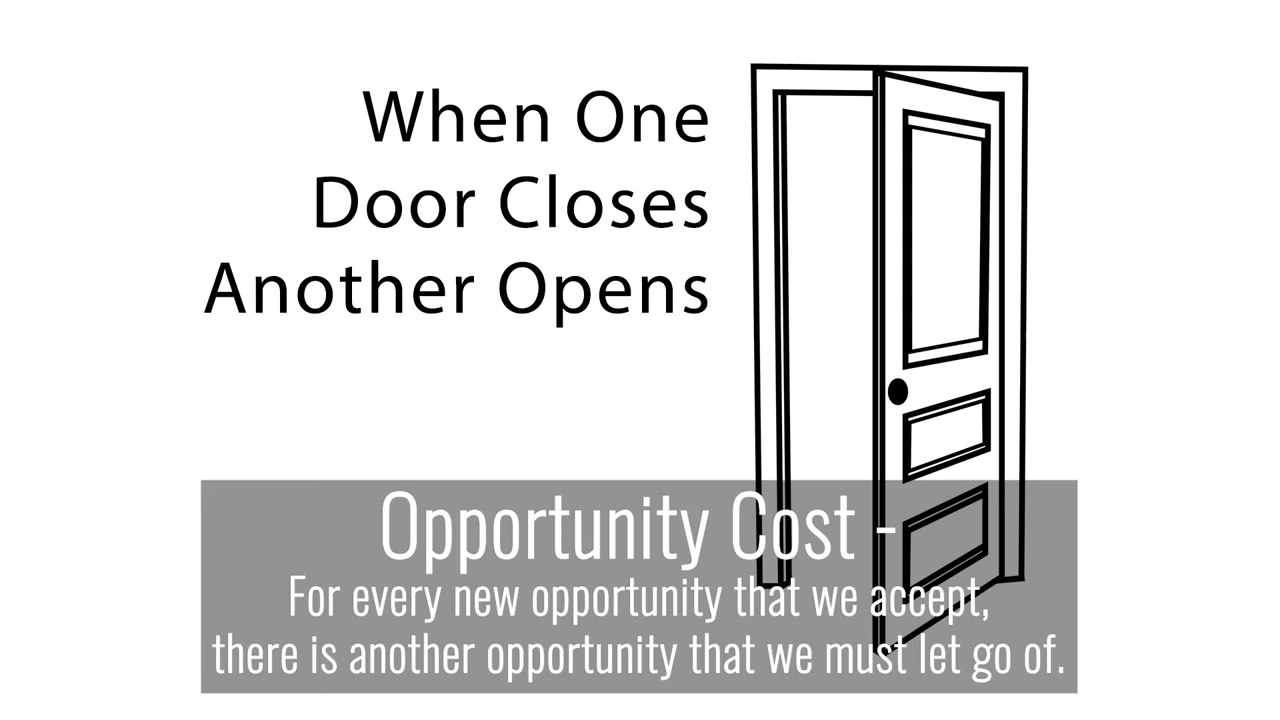 When One
Door Closes
Another Opens
Opportunity Cost -
For every new opportunity that we accept,
there is another opportunity that we must let go of.